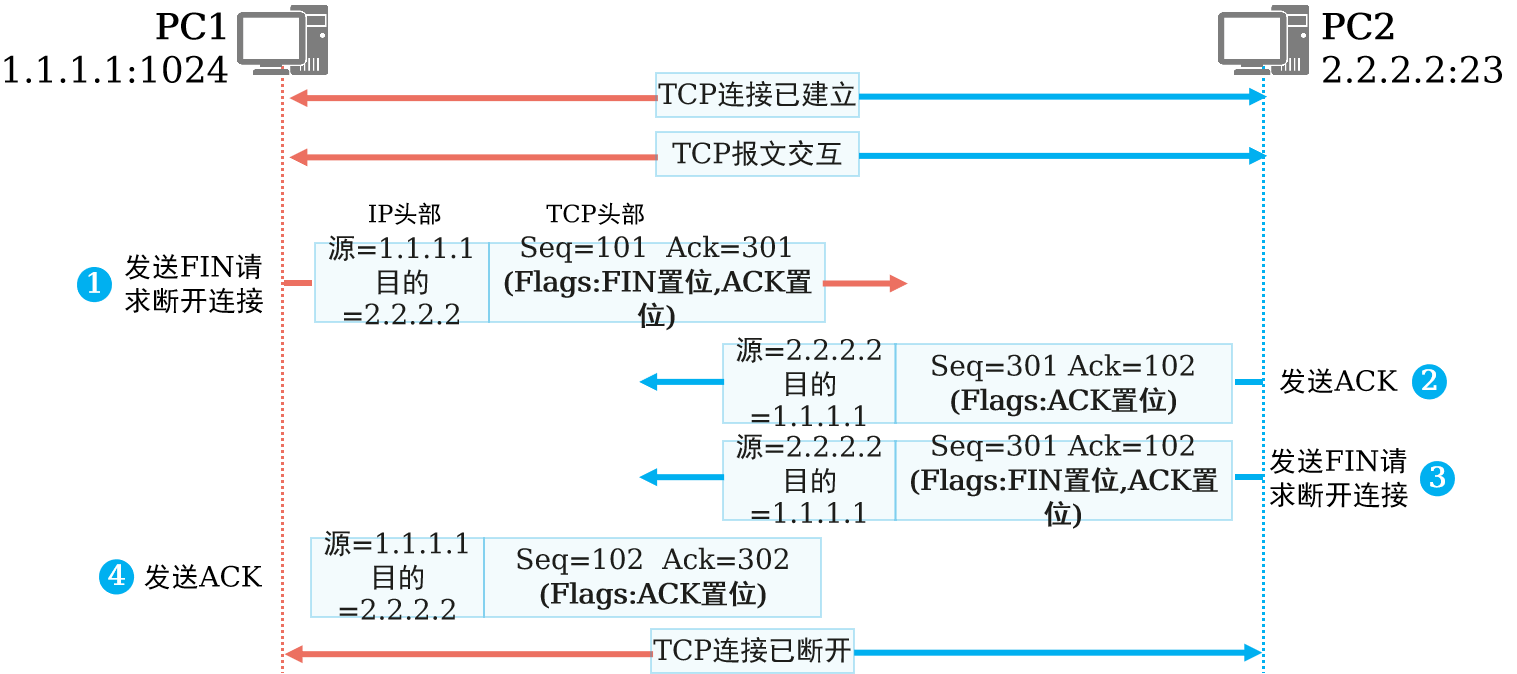 PC1
1.1.1.1:1024
PC2
2.2.2.2:23
TCP连接已建立
TCP报文交互
IP头部
TCP头部
1
发送FIN请
求断开连接
源=1.1.1.1
目的
=2.2.2.2
Seq=101  Ack=301
(Flags:FIN置位,ACK置
位)
源=2.2.2.2
目的
=1.1.1.1
Seq=301 Ack=102
(Flags:ACK置位)
发送ACK
2
源=2.2.2.2
目的
=1.1.1.1
Seq=301 Ack=102
(Flags:FIN置位,ACK置
位)
发送FIN请
求断开连接
3
4
发送ACK
源=1.1.1.1
目的
=2.2.2.2
Seq=102  Ack=302
(Flags:ACK置位)
TCP连接已断开